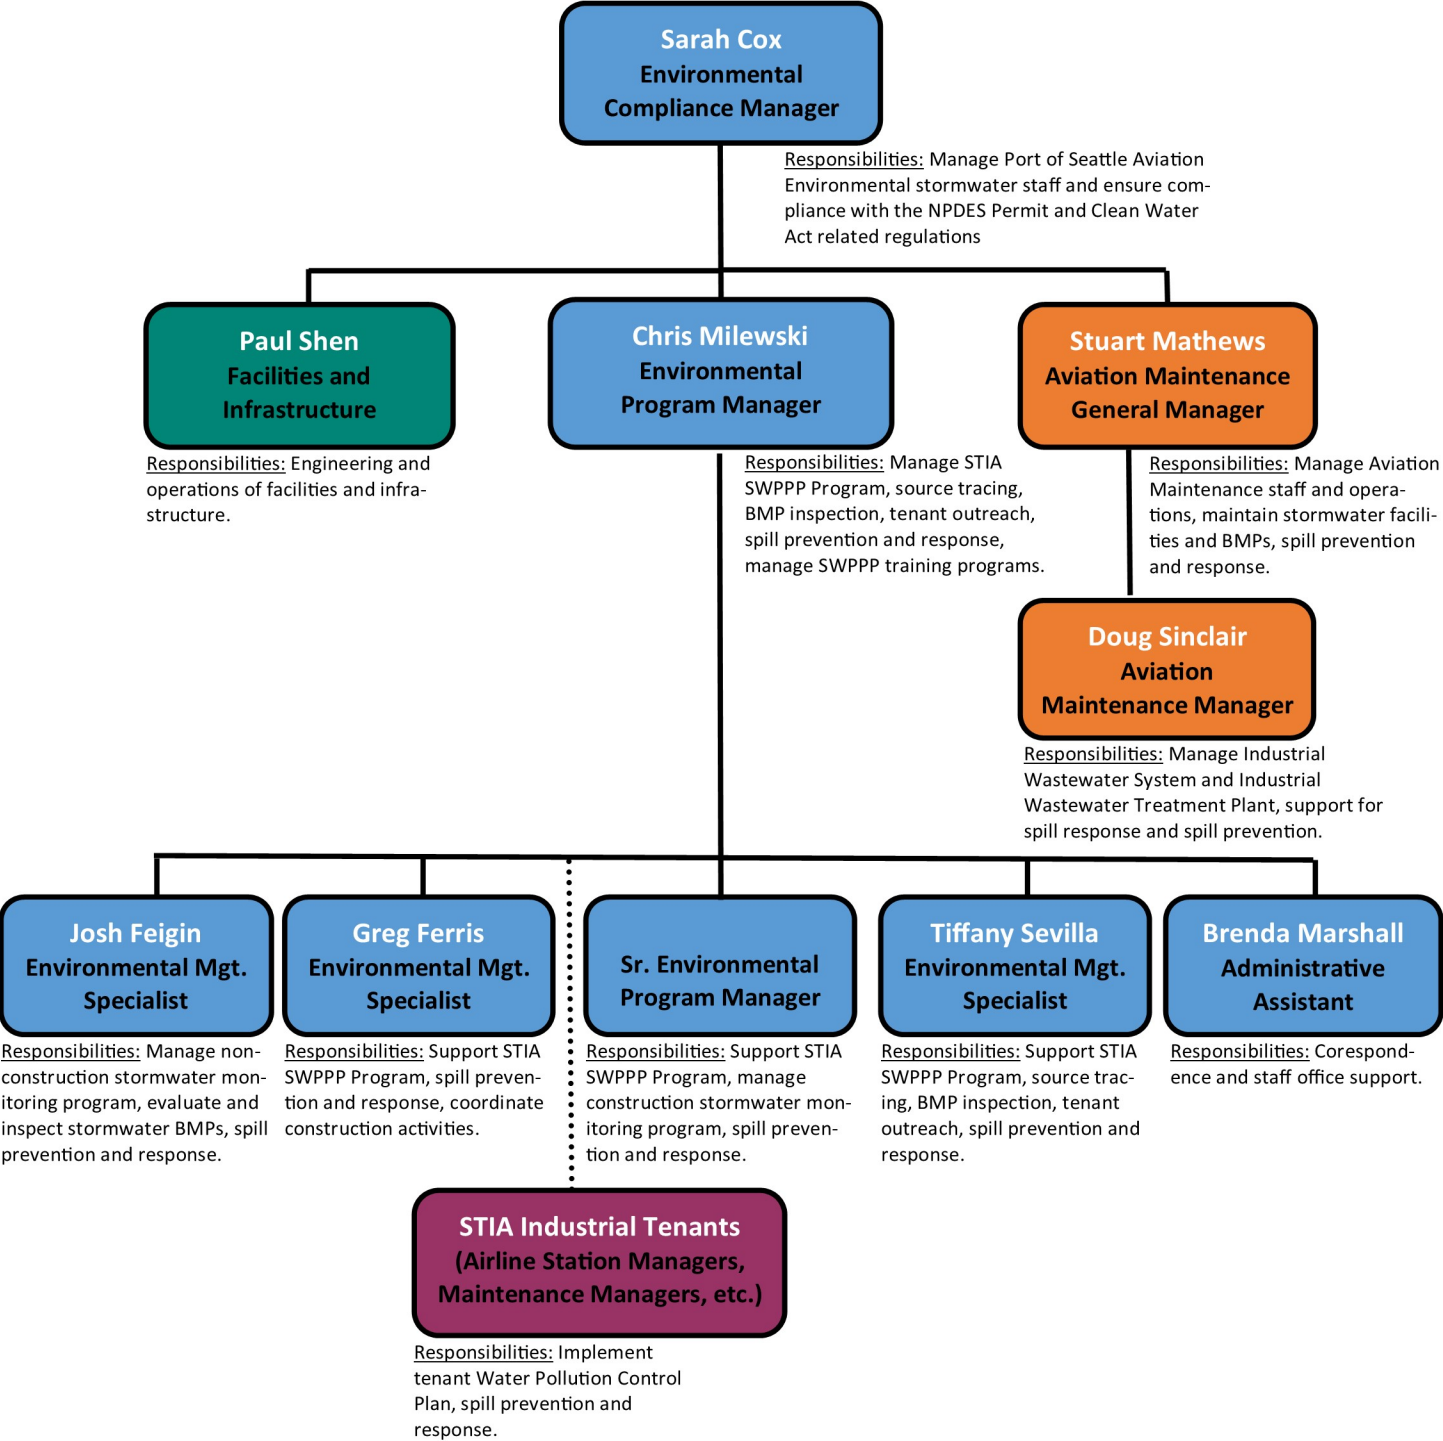 Sarah Cox
Environmental
Compliance Manager
Responsibilities: Manage Port of Seattle Aviation
Environmental stormwater staff and ensure com-
pliance with the NPDES Permit and Clean Water
Act related regulations
Paul Shen
Facilities and
Infrastructure
Responsibilities: Engineering and
operations of facilities and infra-
structure.
Chris Milewski
Environmental
Program Manager
Responsibilities: Manage STIA
SWPPP Program, source tracing,
BMP inspection, tenant outreach,
spill prevention and response,
manage SWPPP training programs.
Stuart Mathews
Aviation Maintenance
General Manager
Responsibilities: Manage Aviation
Maintenance staff and opera-
tions, maintain stormwater facili-
ties and BMPs, spill prevention
and response.
Doug Sinclair
Aviation
Maintenance Manager
Responsibilities: Manage Industrial
Wastewater System and Industrial
Wastewater Treatment Plant, support for
spill response and spill prevention.
Josh Feigin
Environmental Mgt.
Specialist
Responsibilities: Manage non-
construction stormwater mon-
itoring program, evaluate and
inspect stormwater BMPs, spill
prevention and response.
Greg Ferris
Environmental Mgt.
Specialist
Responsibilities: Support STIA
SWPPP Program, spill preven-
tion and response, coordinate
construction activities.
Sr. Environmental
Program Manager
Responsibilities: Support STIA
SWPPP Program, manage
construction stormwater mon-
itoring program, spill preven-
tion and response.
Tiffany Sevilla
Environmental Mgt.
Specialist
Responsibilities: Support STIA
SWPPP Program, source trac-
ing, BMP inspection, tenant
outreach, spill prevention and
response.
Brenda Marshall
Administrative
Assistant
Responsibilities: Corespond-
ence and staff office support.
STIA Industrial Tenants
(Airline Station Managers,
Maintenance Managers, etc.)
Responsibilities: Implement
tenant Water Pollution Control
Plan, spill prevention and
response.